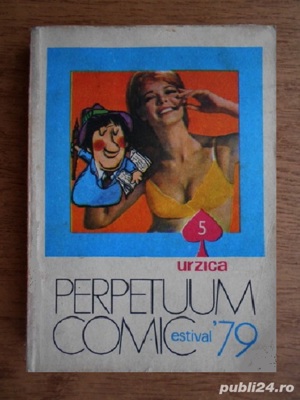 5
urzica
PERPETUUM
COMIC estival '79
publi24.ro